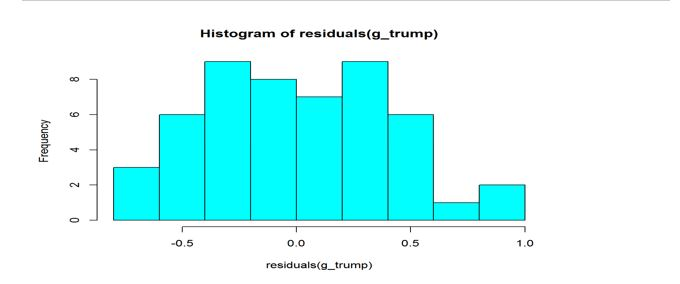 Histogram of residuals(g_trump)
Frequency
8
6
4
2
0
-0.5 0.0 0.5 1.0
residuals(g_trump)